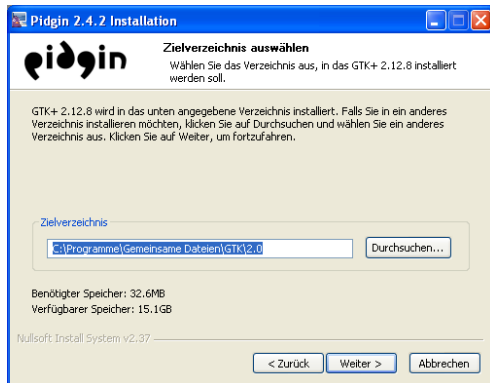 Pidgin 2.4.2 Installation
pidgin
Zielverzeichnis auswählen
Wählen Sie das Verzeichnis aus, in das GTK+ 2.12.8 installiert
werden soll.
GTK+ 2.12.8 wird in das unten angegebene Verzeichnis installiert. Falls Sie in ein anderes
Verzeichnis installieren möchten, klicken Sie auf Durchsuchen und wählen Sie ein anderes
Verzeichnis aus. Klicken Sie auf Weiter, um fortzufahren.
Zielverzeichnis
C:\Programme\Gemeinsame Dateien\GTK\2.0
Durchsuchen...
Benötigter Speicher: 32.6MB
Verfügbarer Speicher: 15.1GB
Nullsoft Install System v2.37
< Zurück
Weiter >
Abbrechen